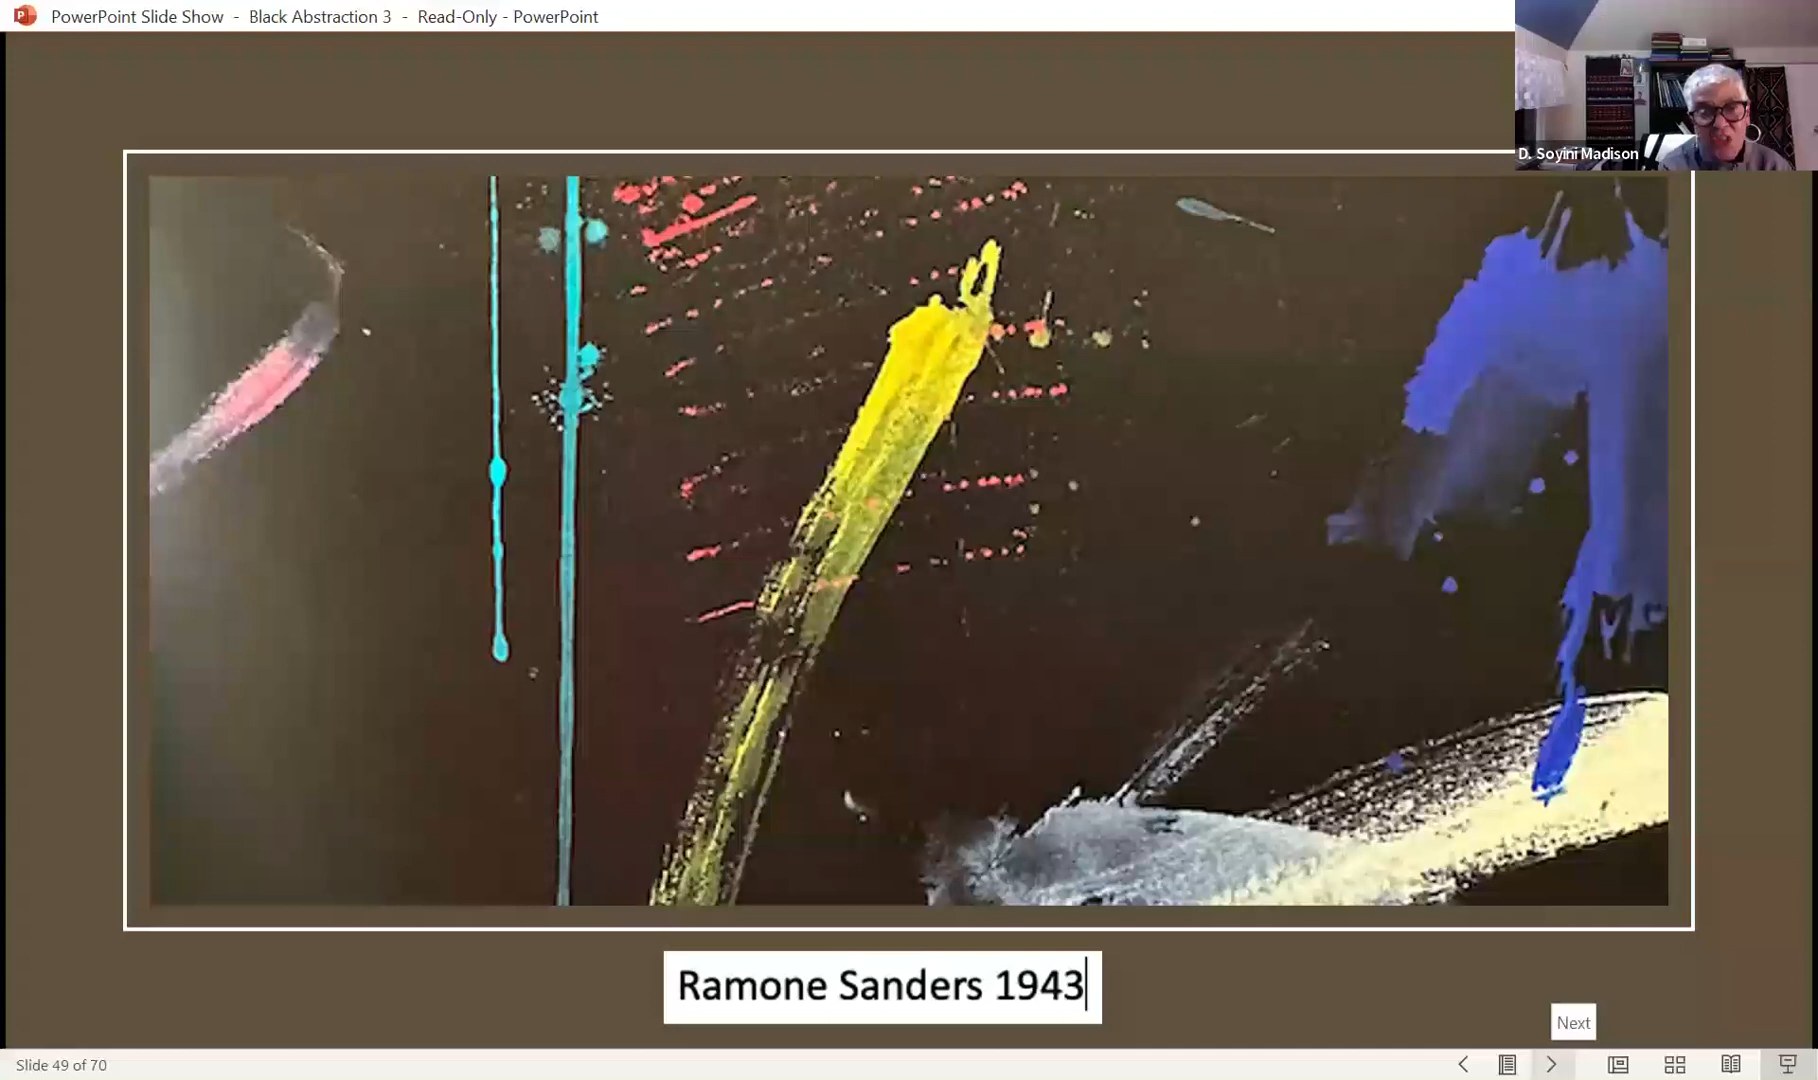 PowerPoint Slide Show - Black Abstraction 3 - Read-Only - PowerPoint
D. Soyini Madison
Ramone Sanders 1943
Next
Slide 49 of 70